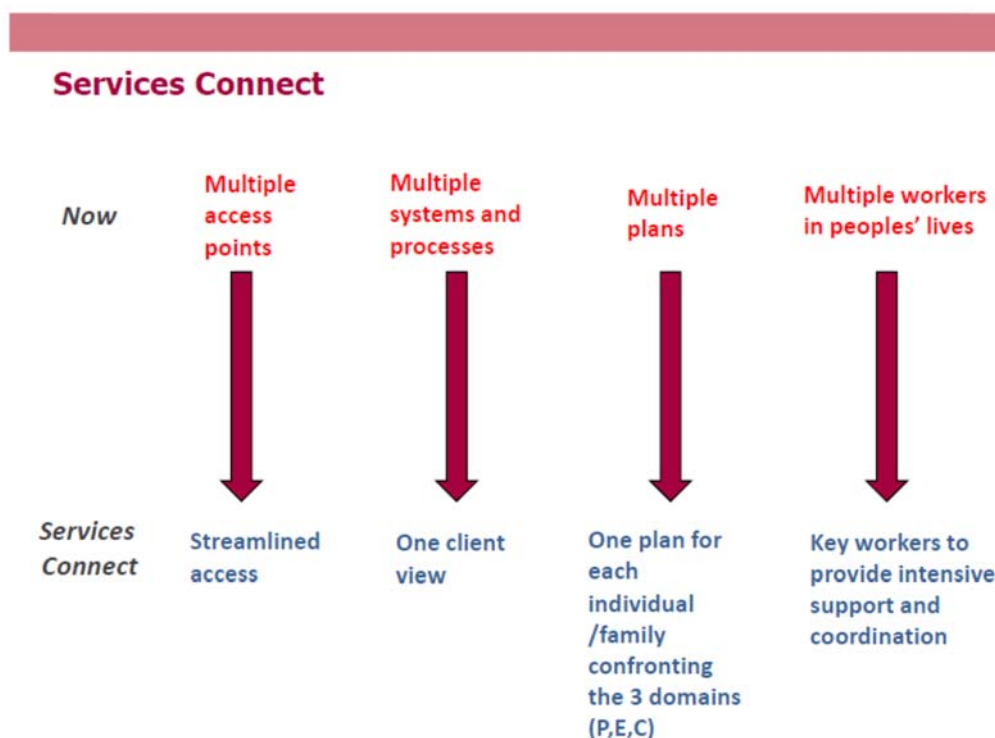 Services Connect
Now
Multiple
access
points
Multiple
systems and
processes
Multiple
plans
Multiple workers
in peoples’ lives
Services
Connect
Streamlined
access
One client
view
One plan for
each
individual
/family
confronting
the 3 domains
(P,E,C)
Key workers to
provide intensive
support and
coordination